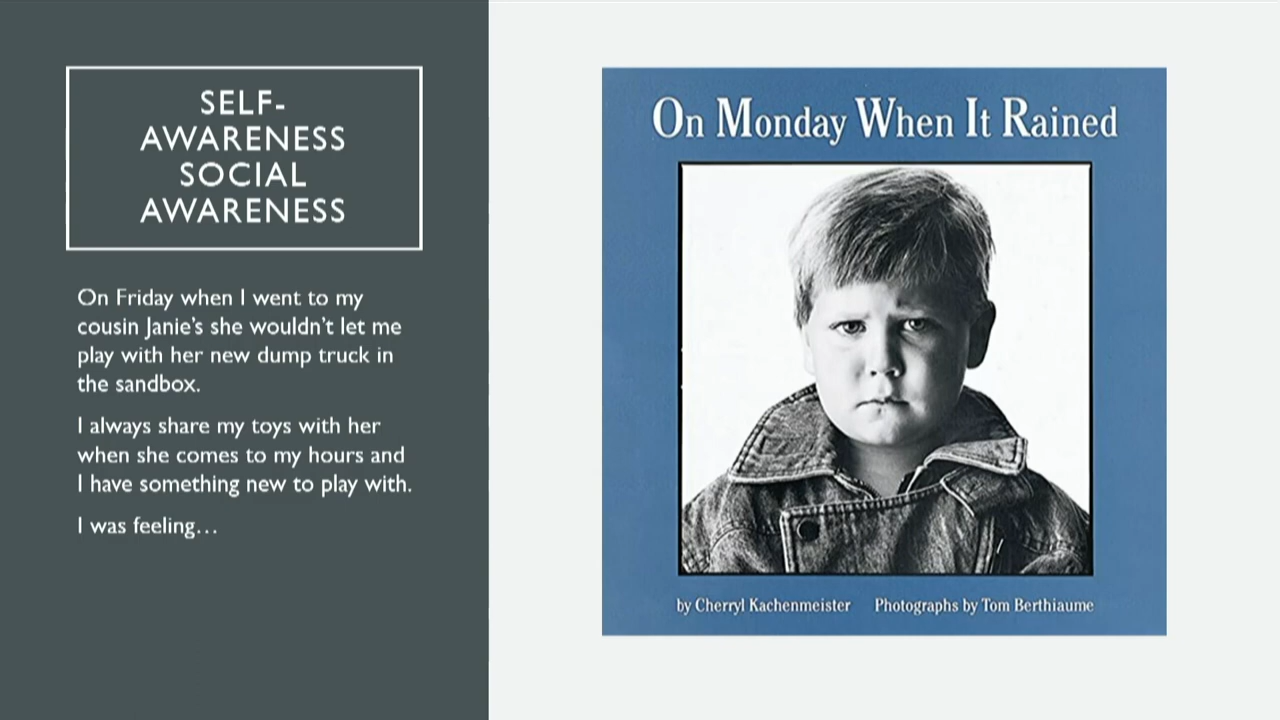 SELF-
AWARENESS
SOCIAL
AWARENESS
On Friday when I went to my
cousin Janie's she wouldn't let me
play with her new dump truck in
the sandbox.
I always share my toys with her
when she comes to my hours and
I have something new to play with.
I was feeling...
On Monday When It Rained
by Cherryl Kachenmeister Photographs by Tom Berthiaume